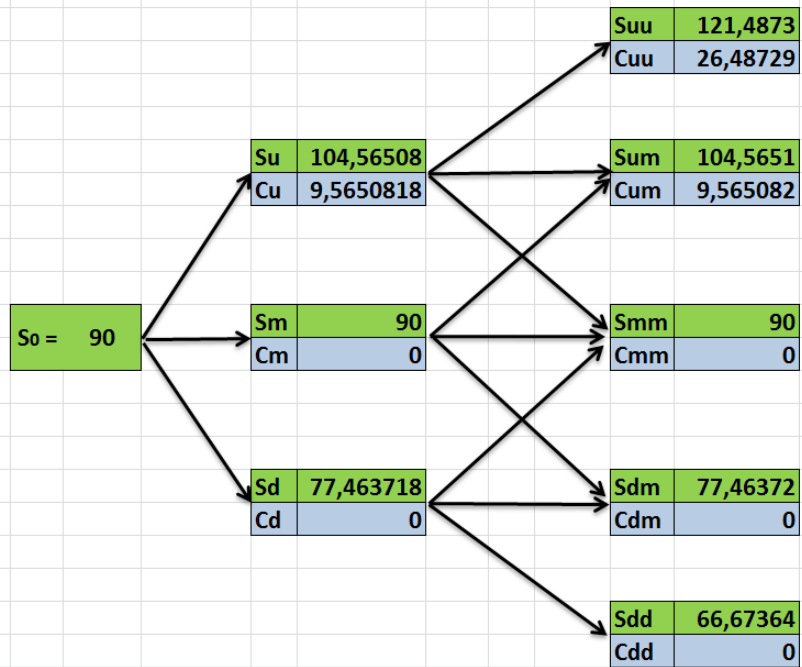 Suu 121,4873
Cuu 26,48729
Su 104,56508
Cu 9,5650818
Sum 104,5651
Cum 9,565082
S₀ = 90
Sm 90
Cm 0
Smm 90
Cmm 0
Sd 77,463718
Cd 0
Sdm 77,46372
Cdm 0
Sdd 66,67364
Cdd 0